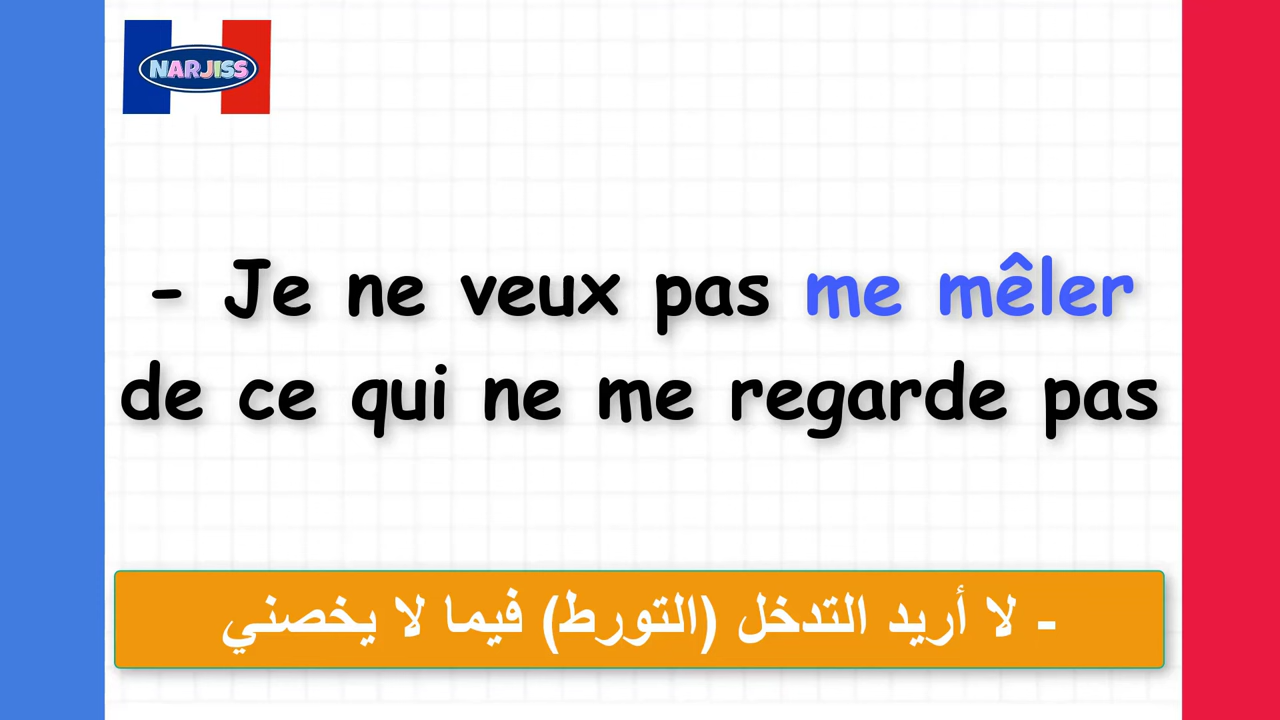 NARJISS
- Je ne veux pas me mêler
de ce qui ne me regarde pas
- لا أريد التدخل (التورط) فيما لا يخصني